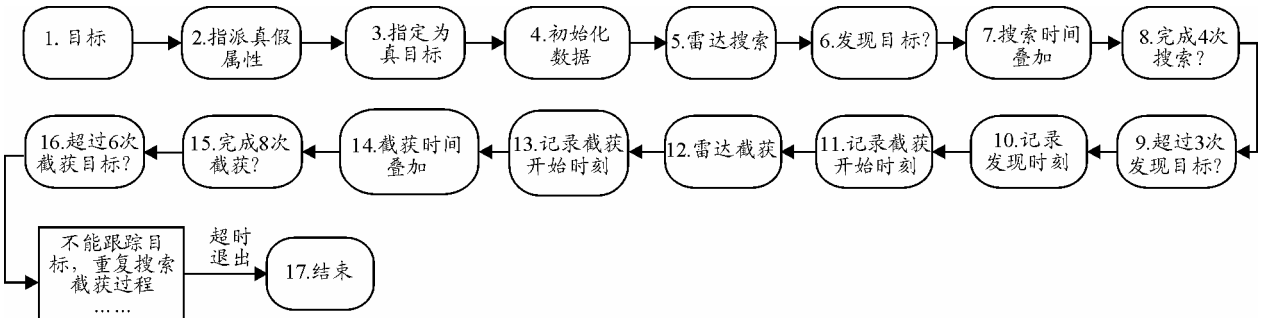 1. 目标
2.指派真假
属性
3.指定为
真目标
4.初始化
数据
5.雷达搜索
6.发现目标?
7.搜索时间
叠加
8.完成4次
搜索?
16.超过6次
截获目标?
15.完成8次
截获?
14.截获时间
叠加
13.记录截获
开始时刻
12.雷达截获
11.记录截获
开始时刻
10.记录
发现时刻
9.超过3次
发现目标?
不能跟踪目
标，重复搜索
截获过程
……
超时
退出
17.结束